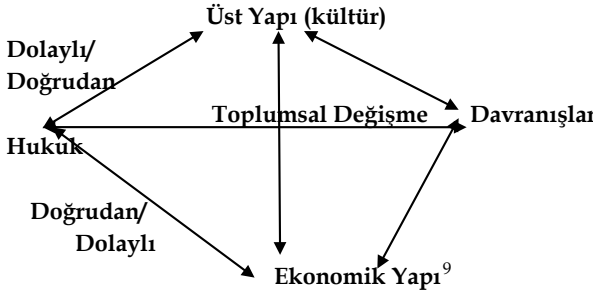 Üst Yapı (kültür)
Dolaylı/
Doğrudan
Toplumsal Değişme
Davranışlar
Hukuk
Doğrudan/
Dolaylı
Ekonomik Yapı⁹